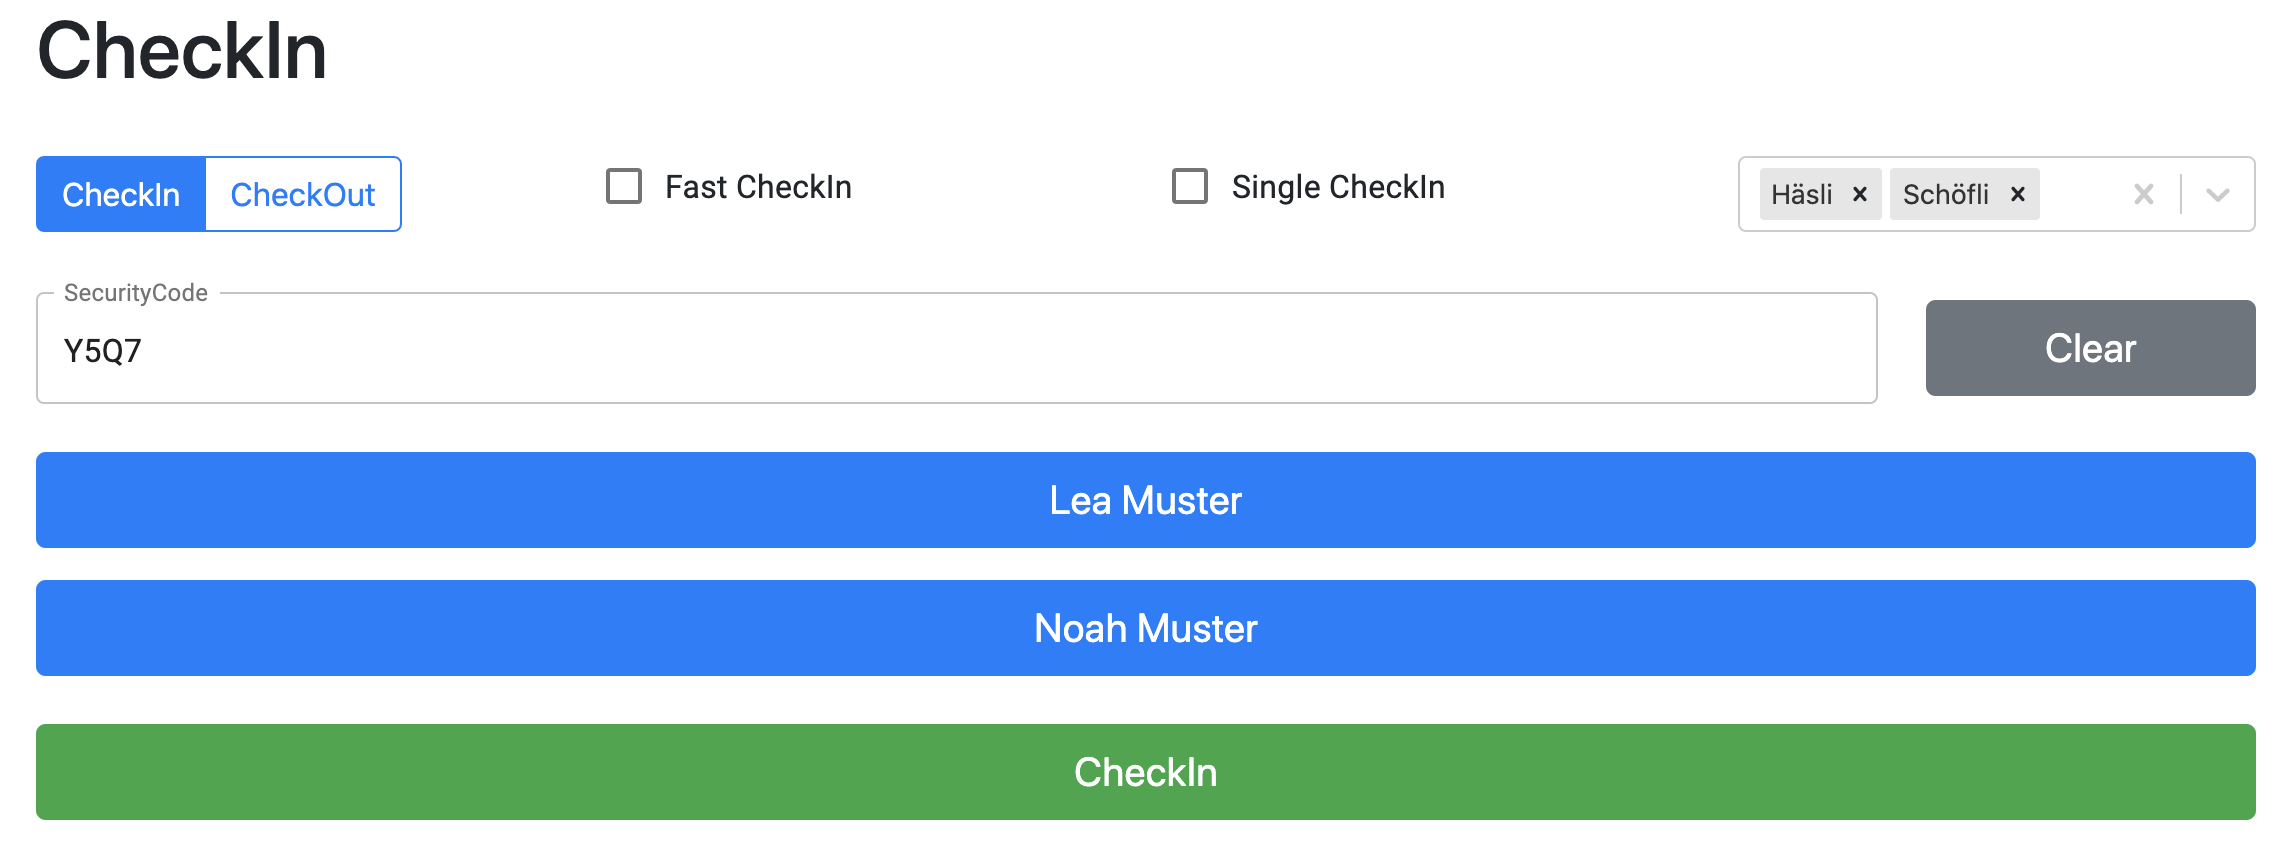 CheckIn
CheckIn CheckOut Fast CheckIn Single CheckIn Häsli Schöfli
SecurityCode
Y5Q7
Clear
Lea Muster
Noah Muster
CheckIn